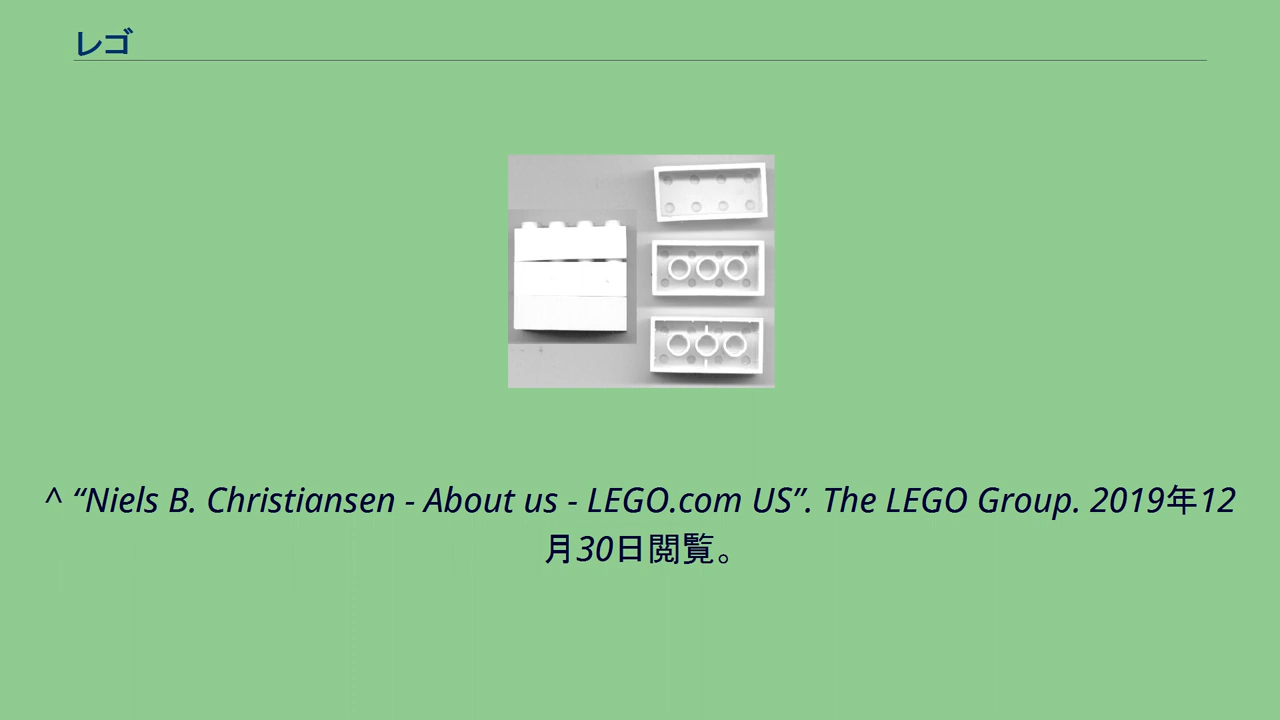 レゴ
^ “Niels B. Christiansen - About us - LEGO.com US”. The LEGO Group. 2019年12
月30日閲覧。